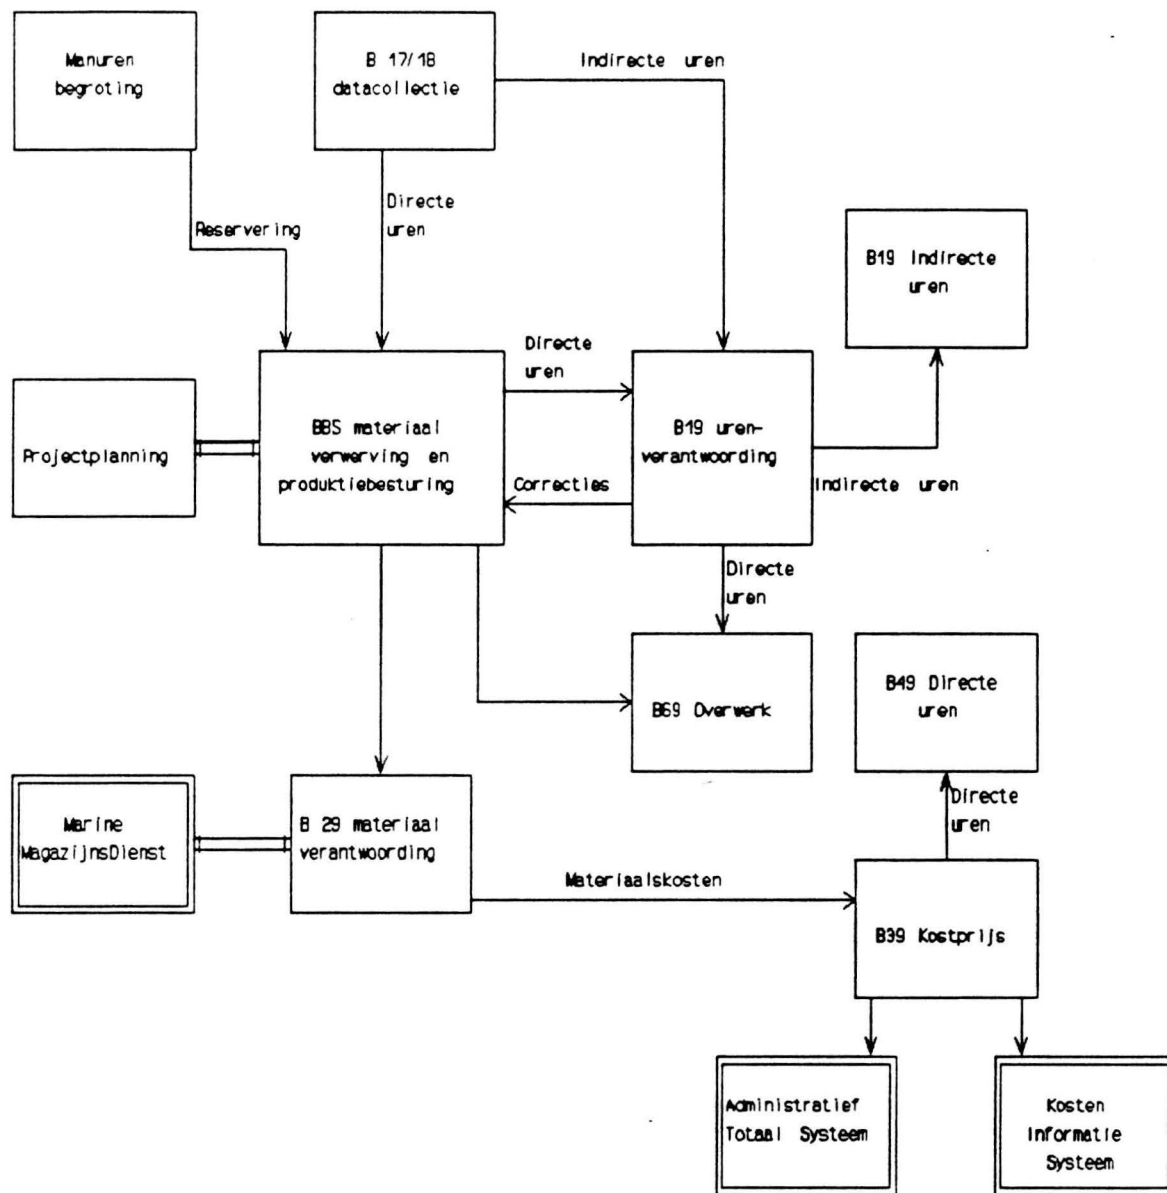 Manuren
begroting
B 17/18
datacollectie
Indirecte uren
Directe
uren
Reservering
B19 Indirecte
uren
Projectplanning
BBS materiaal
verwerving en
produktiebesturing
Directe
uren
Correcties
B19 uren-
verantwoording
Indirecte uren
Directe
uren
B69 Overwerk
B49 Directe
uren
Marine
MagazijnsDienst
B 29 materiaal
verantwoording
Materiaalskosten
Directe
uren
B39 Kostprijs
Administratief
Totaal Systeem
Kosten
Informatie
Systeem